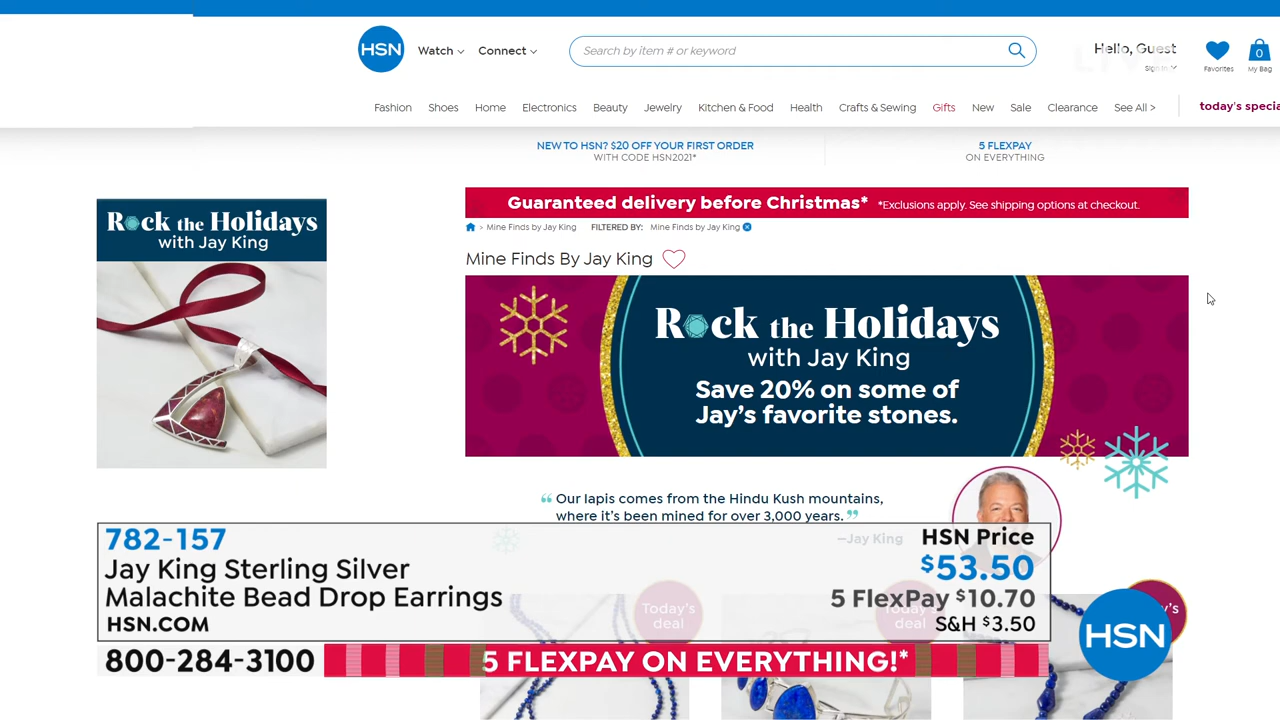 HSN
Watch
Connect
Search by item # or keyword
Hello, Guest
Sign In
Favorites
0
My Bag
LIVE
Fashion
Shoes
Home
Electronics
Beauty
Jewelry
Kitchen & Food
Health
Crafts & Sewing
Gifts
New
Sale
Clearance
See All >
today's specia
NEW TO HSN? $20 OFF YOUR FIRST ORDER
WITH CODE HSN2021*
5 FLEXPAY
ON EVERYTHING
Rock the Holidays
with Jay King
Guaranteed delivery before Christmas* *Exclusions apply. See shipping options at checkout.
> Mine Finds by Jay King FILTERED BY: Mine Finds by Jay King
Mine Finds By Jay King
Rock the Holidays
with Jay King
Save 20% on some of
Jay's favorite stones.
“ Our lapis comes from the Hindu Kush mountains,
where it's been mined for over 3,000 years. ”
—Jay King
782-157
Jay King Sterling Silver
Malachite Bead Drop Earrings
HSN.COM
HSN Price
$53.50
5 FlexPay $10.70
S&H $3.50
Today's
deal
Today's
deal
y's
HSN
800-284-3100
5 FLEXPAY ON EVERYTHING!*